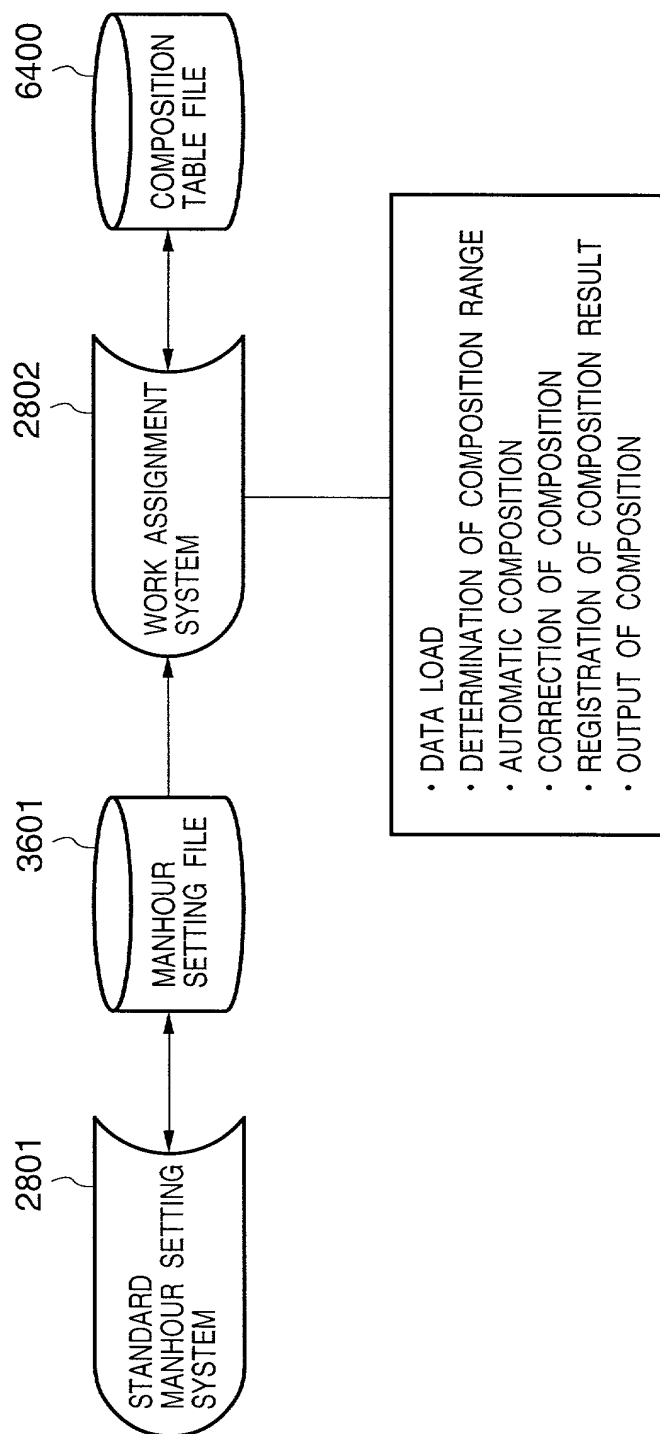 2801
STANDARD
MANHOUR SETTING
SYSTEM
3601
MANHOUR
SETTING FILE
2802
WORK ASSIGNMENT
SYSTEM
6400
COMPOSITION
TABLE FILE
・DATA LOAD
・DETERMINATION OF COMPOSITION RANGE
・AUTOMATIC COMPOSITION
・CORRECTION OF COMPOSITION
・REGISTRATION OF COMPOSITION RESULT
・OUTPUT OF COMPOSITION